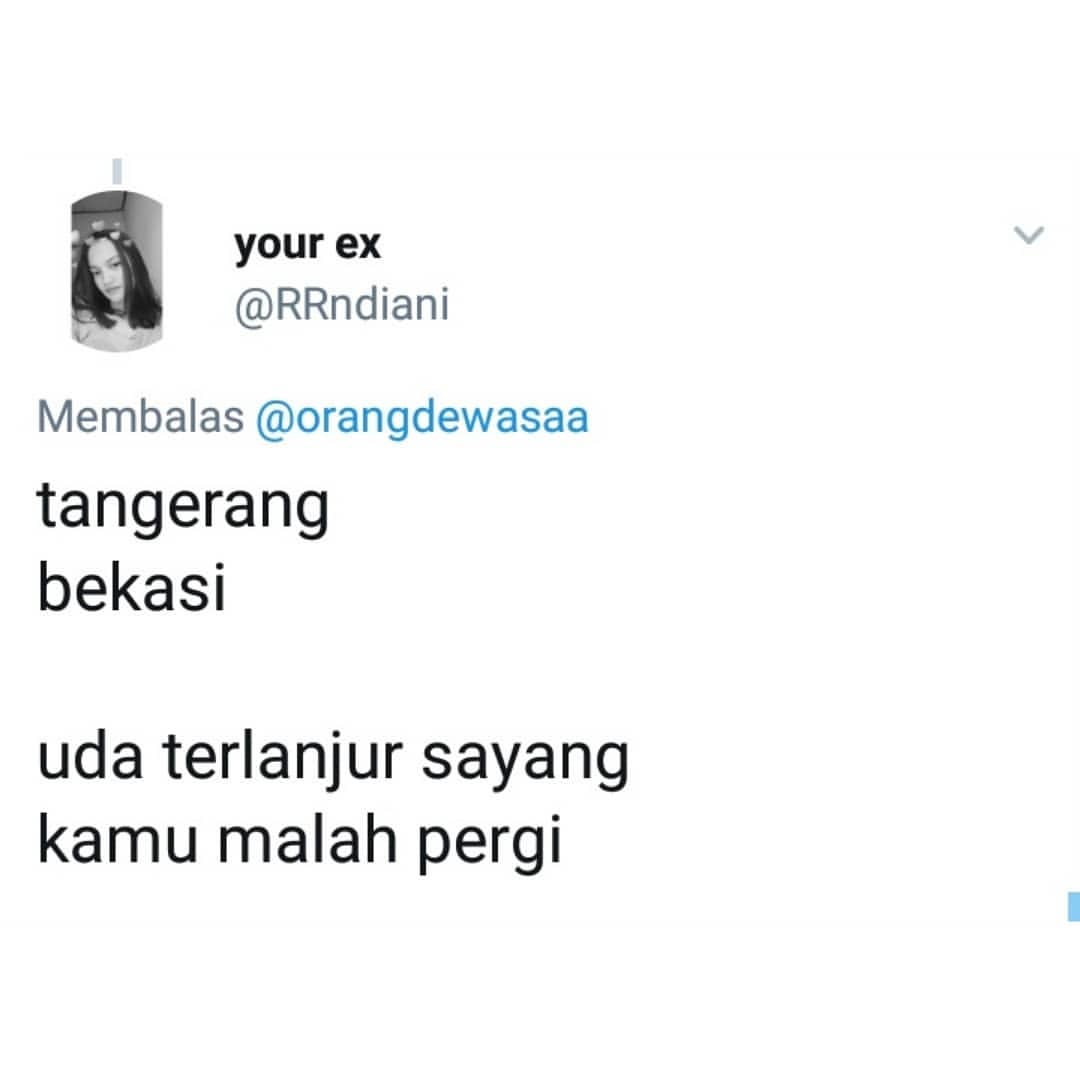 your ex
@RRndiani
Membalas @orangdewasaa
tangerang
bekasi
uda terlanjur sayang
kamu malah pergi